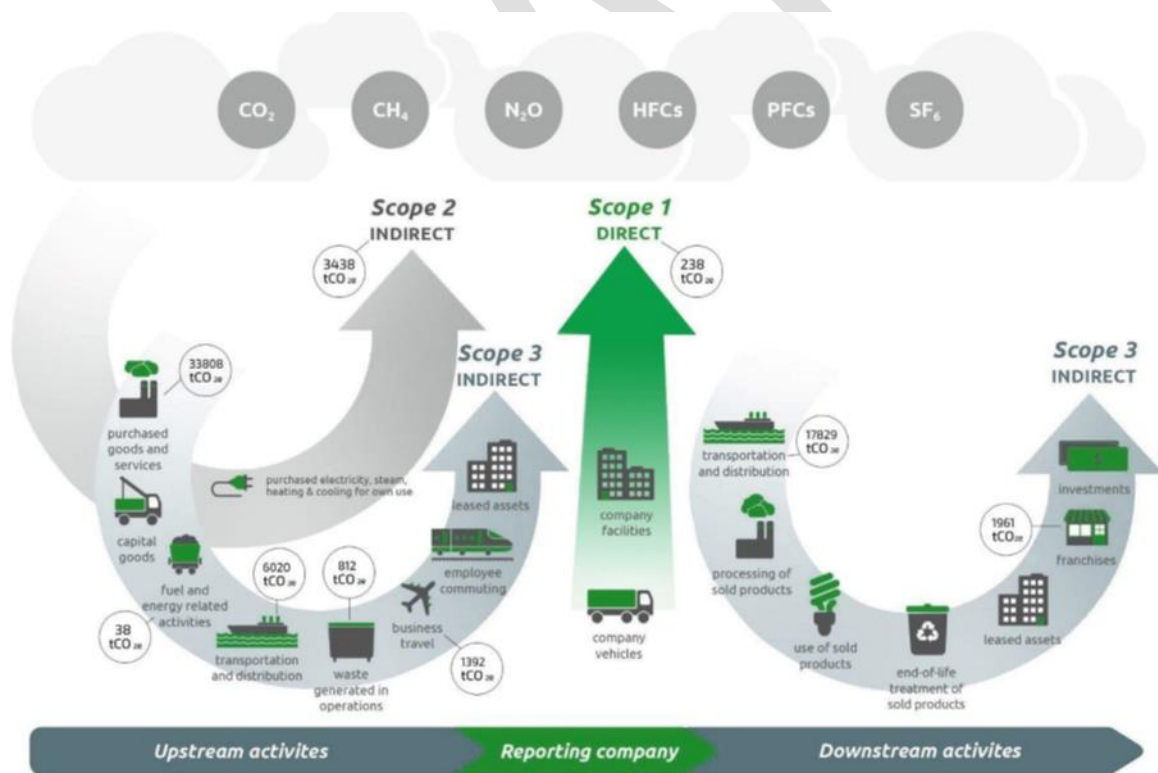 CO₂ CH₄ N₂O HFCs PFCs SF₆
Scope 2
INDIRECT
3438
tCO₂e
Scope 1
DIRECT
238
tCO₂e
33808
tCO₂e
purchased
goods and
services
purchased electricity, steam,
heating & cooling for own use
capital
goods
fuel and
energy related
activities
38
tCO₂e
6020
tCO₂e
transportation
and distribution
812
tCO₂e
waste
generated in
operations
business
travel
1392
tCO₂e
employee
commuting
leased assets
Scope 3
INDIRECT
company
facilities
company
vehicles
transportation
and distribution
17829
tCO₂e
processing of
sold products
use of sold
products
end-of-life
treatment of
sold products
leased assets
1961
tCO₂e
franchises
investments
Scope 3
INDIRECT
Upstream activites
Reporting company
Downstream activites